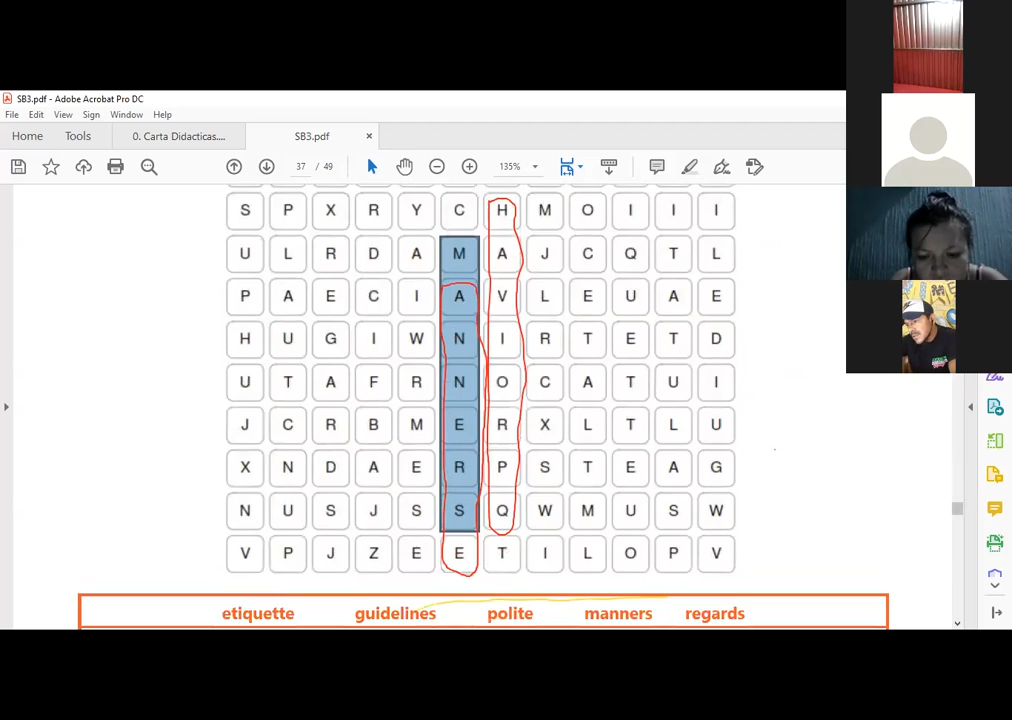 SB3.pdf - Adobe Acrobat Pro DC
File Edit View Sign Window Help
Home Tools 0. Carta Didacticas.... SB3.pdf ×
37 / 49 135%
S P X R Y C H M O I I I
U L R D A M A J C Q T L
P A E C I A V L E U A E
H U G I W N I R T E T D
U T A F R N O C A T U I
J C R B M E R X L T L U
X N D A E R P S T E A G
N U S J S S Q W M U S W
V P J Z E E T I L O P V
etiquette guidelines polite manners regards